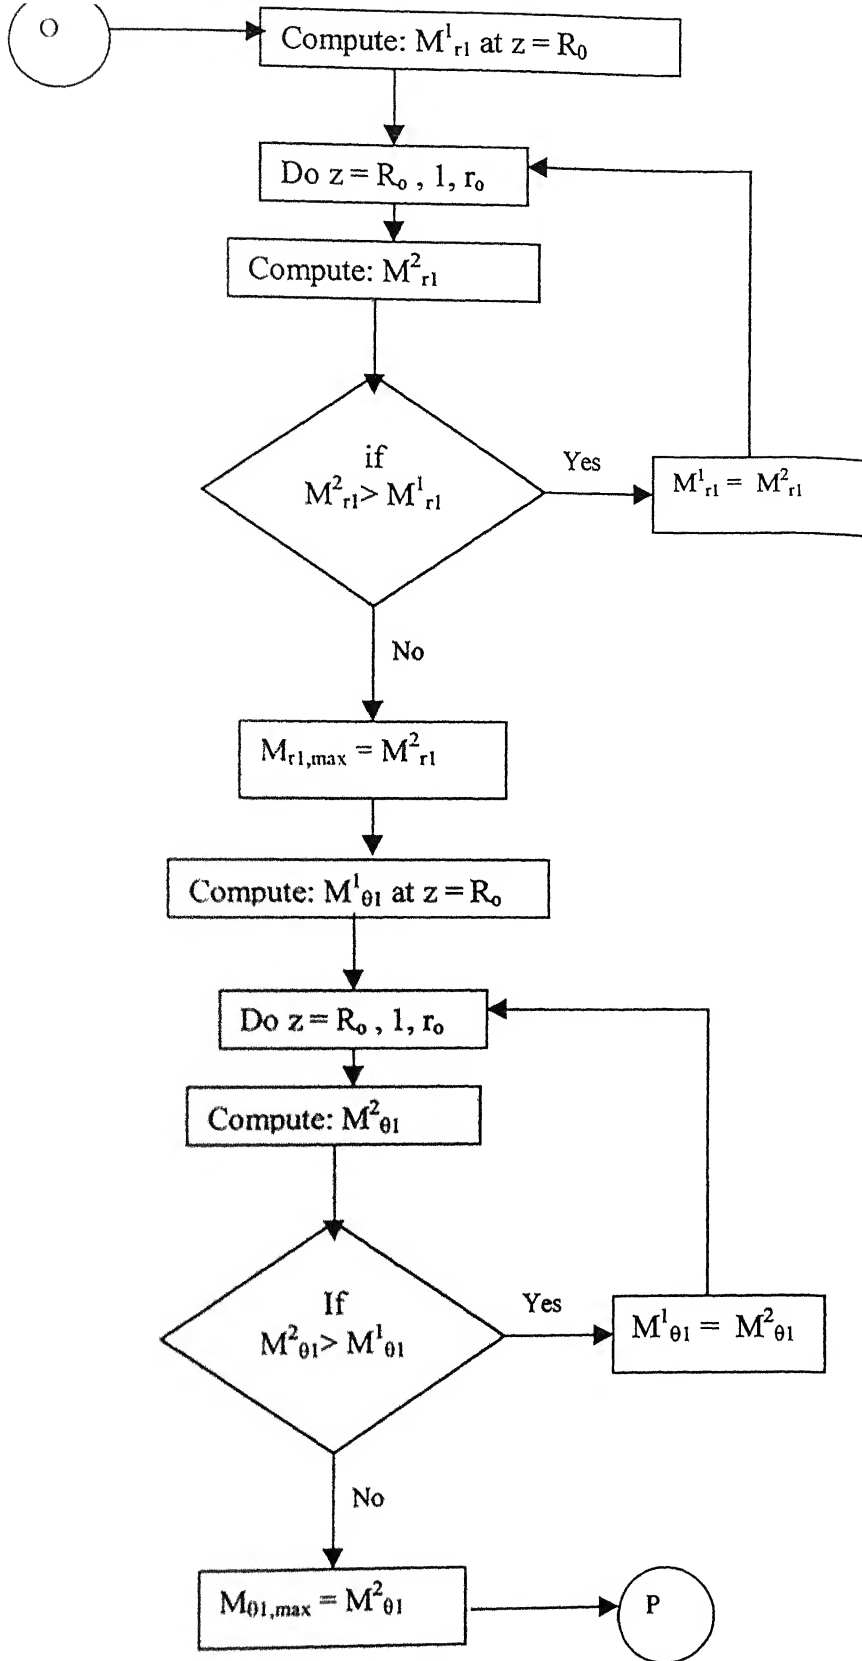 O
Compute: M¹r1 at z = R0
Do z = Ro , 1, ro
Compute: M²r1
if
M²r1> M¹r1
Yes
M¹r1 = M²r1
No
Mr1,max = M²r1
Compute: M¹θ1 at z = Ro
Do z = Ro , 1, ro
Compute: M²θ1
If
M²θ1> M¹θ1
Yes
M¹θ1 = M²θ1
No
Mθ1,max = M²θ1
P